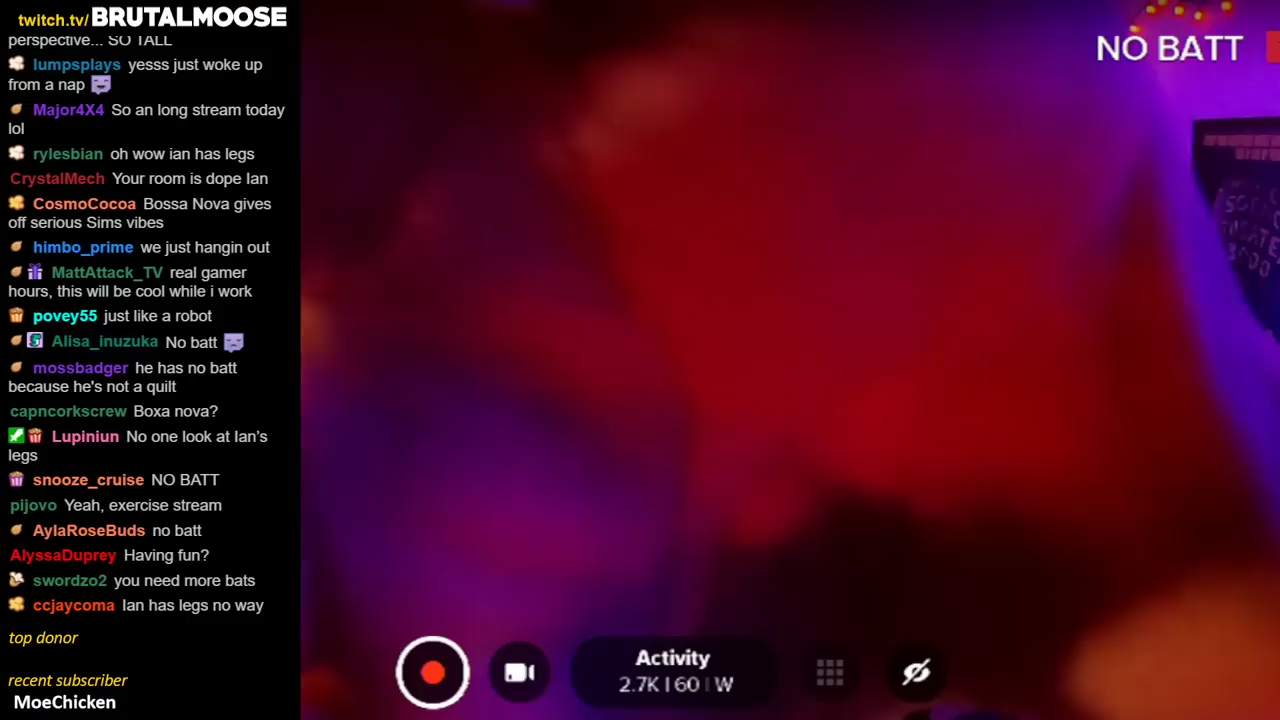 twitch.tv/BRUTALMOOSE
perspective... SO TALL
lumpsplays yesss just woke up
from a nap
Major4X4 So an long stream today
lol
rylesbian oh wow ian has legs
CrystalMech Your room is dope Ian
CosmoCocoa Bossa Nova gives
off serious Sims vibes
himbo_prime we just hangin out
MattAttack_TV real gamer
hours, this will be cool while i work
povey55 just like a robot
Alisa_inuzuka No batt
mossbadger he has no batt
because he's not a quilt
capncorkscrew Boxa nova?
Lupiniun No one look at Ian's
legs
snooze_cruise NO BATT
pijovo Yeah, exercise stream
AylaRoseBuds no batt
AlyssaDuprey Having fun?
swordzo2 you need more bats
ccjaycoma Ian has legs no way
top donor
recent subscriber
MoeChicken
NO BATT
Activity
2.7K | 60 | W